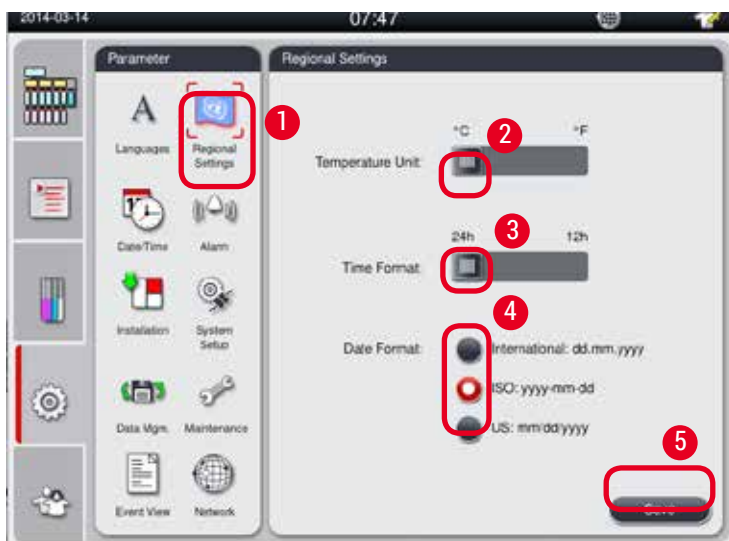 2014-03-14 07:47
Parameter
Languages
Regional
Settings
Date/Time
Alarm
Installation
System
Setup
Data Mgm.
Maintenance
Event View
Network
Regional Settings
1
°C 2 °F
Temperature Unit:
24h 3 12h
Time Format:
4
Date Format:
International: dd.mm.yyyy
ISO: yyyy-mm-dd
US: mm/dd/yyyy
5
Save